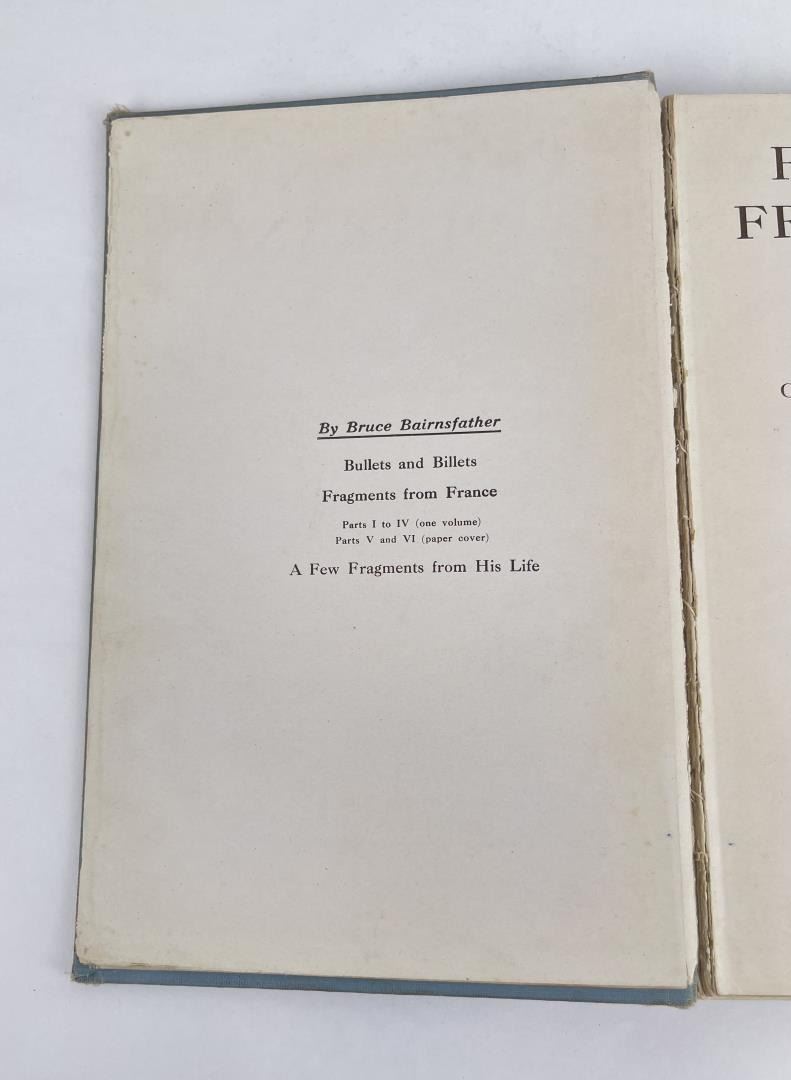 By Bruce Bairnsfather
Bullets and Billets
Fragments from France
Parts I to IV (one volume)
Parts V and VI (paper cover)
A Few Fragments from His Life
FR